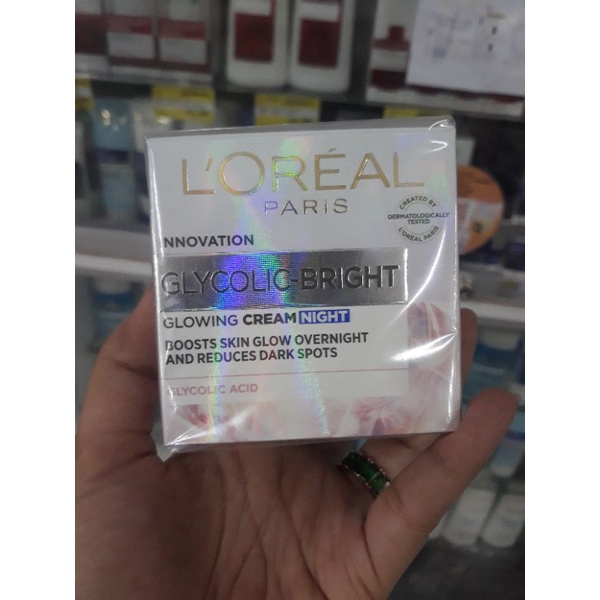 L'ORÉAL
PARIS
CREATED BY
DERMATOLOGICALLY
TESTED
L'ORÉAL PARIS
NNOVATION
GLYCOLIC-BRIGHT
GLOWING CREAM NIGHT
BOOSTS SKIN GLOW OVERNIGHT
AND REDUCES DARK SPOTS
GLYCOLIC ACID